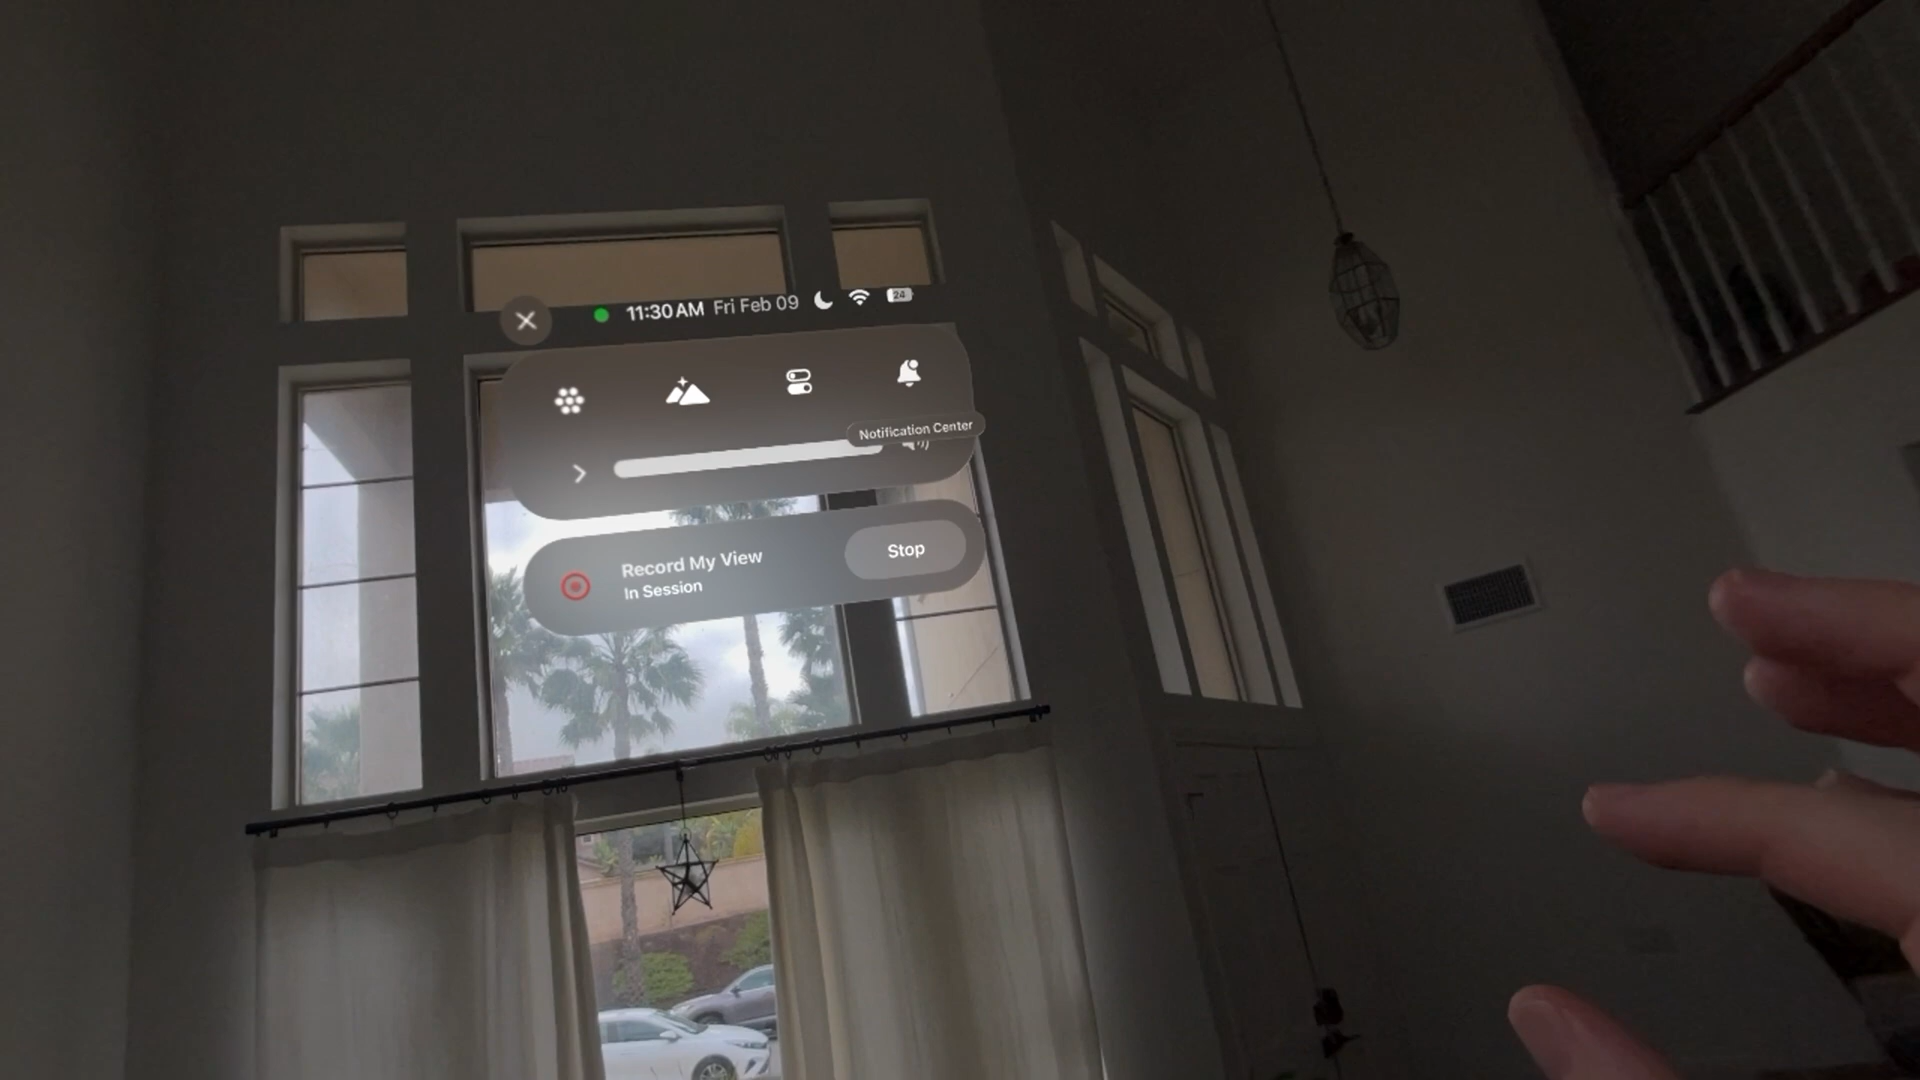 11:30 AM Fri Feb 09 24
Notification Center
Record My View
In Session
Stop